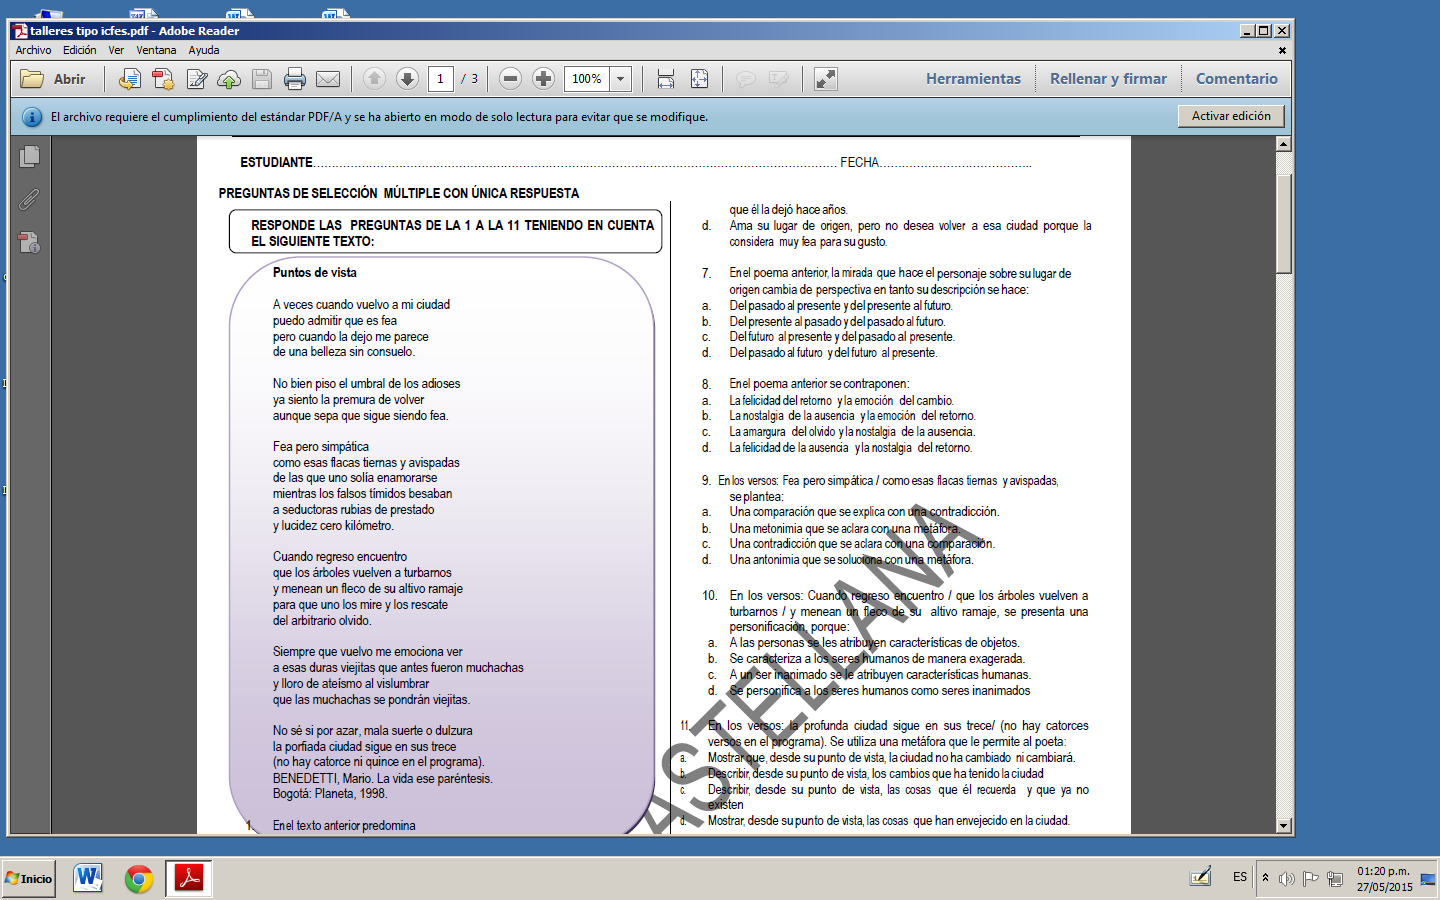 talleres tipo icfes.pdf - Adobe Reader
Archivo Edición Ver Ventana Ayuda
Abrir 1 / 3 100% Herramientas Rellenar y firmar Comentario
El archivo requiere el cumplimiento del estándar PDF/A y se ha abierto en modo de solo lectura para evitar que se modifique. Activar edición
ESTUDIANTE................................................................ FECHA........................................
PREGUNTAS DE SELECCIÓN MÚLTIPLE CON ÚNICA RESPUESTA
RESPONDE LAS PREGUNTAS DE LA 1 A LA 11 TENIENDO EN CUENTA
EL SIGUIENTE TEXTO:
Puntos de vista
A veces cuando vuelvo a mi ciudad
puedo admitir que es fea
pero cuando la dejo me parece
de una belleza sin consuelo.
No bien piso el umbral de los adioses
ya siento la premura de volver
aunque sepa que sigue siendo fea.
Fea pero simpática
como esas flacas tiernas y avispadas
de las que uno solía enamorarse
mientras los falsos tímidos besaban
a seductoras rubias de prestado
y lucidez cero kilómetro.
Cuando regreso encuentro
que los árboles vuelven a turbarnos
y menean un fleco de su altivo ramaje
para que uno los mire y los rescate
del arbitrario olvido.
Siempre que vuelvo me emociona ver
a esas duras viejitas que antes fueron muchachas
y lloro de ateísmo al vislumbrar
que las muchachas se pondrán viejitas.
No sé si por azar, mala suerte o dulzura
la porfiada ciudad sigue en sus trece
(no hay catorce ni quince en el programa).
BENEDETTI, Mario. La vida ese paréntesis.
Bogotá: Planeta, 1998.
1. En el texto anterior predomina
que él la dejó hace años.
d. Ama su lugar de origen, pero no desea volver a esa ciudad porque la
considera muy fea para su gusto.
7. En el poema anterior, la mirada que hace el personaje sobre su lugar de
origen cambia de perspectiva en tanto su descripción se hace:
a. Del pasado al presente y del presente al futuro.
b. Del presente al pasado y del pasado al futuro.
c. Del futuro al presente y del pasado al presente.
d. Del pasado al futuro y del futuro al presente.
8. En el poema anterior se contraponen:
a. La felicidad del retorno y la emoción del cambio.
b. La nostalgia de la ausencia y la emoción del retorno.
c. La amargura del olvido y la nostalgia de la ausencia.
d. La felicidad de la ausencia y la nostalgia del retorno.
9. En los versos: Fea pero simpática / como esas flacas tiernas y avispadas,
se plantea:
a. Una comparación que se explica con una contradicción.
b. Una metonimia que se aclara con una metáfora.
c. Una contradicción que se aclara con una comparación.
d. Una antonimia que se soluciona con una metáfora.
10. En los versos: Cuando regreso encuentro / que los árboles vuelven a
turbarnos / y menean un fleco de su altivo ramaje, se presenta una
personificación, porque:
a. A las personas se les atribuyen características de objetos.
b. Se caracteriza a los seres humanos de manera exagerada.
c. A un ser inanimado se le atribuyen características humanas.
d. Se personifica a los seres humanos como seres inanimados
11. En los versos: la profunda ciudad sigue en sus trece/ (no hay catorces
versos en el programa). Se utiliza una metáfora que le permite al poeta:
a. Mostrar que, desde su punto de vista, la ciudad no ha cambiado ni cambiará.
b. Describir, desde su punto de vista, los cambios que ha tenido la ciudad
c. Describir, desde su punto de vista, las cosas que él recuerda y que ya no
existen
d. Mostrar, desde su punto de vista, las cosas que han envejecido en la ciudad.
ASTELLANA
Inicio
ES
01:20 p.m.
27/05/2015